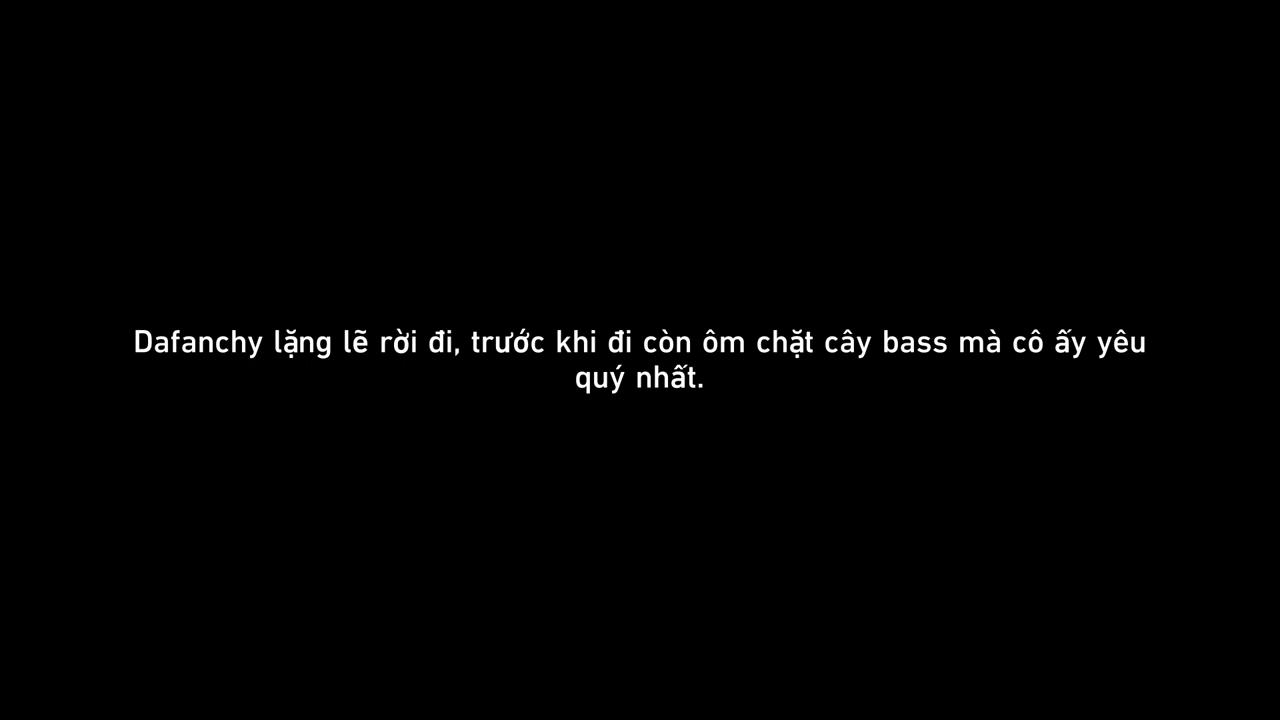 Dafanchy lặng lẽ rời đi, trước khi đi còn ôm chặt cây bass mà cô ấy yêu
quý nhất.